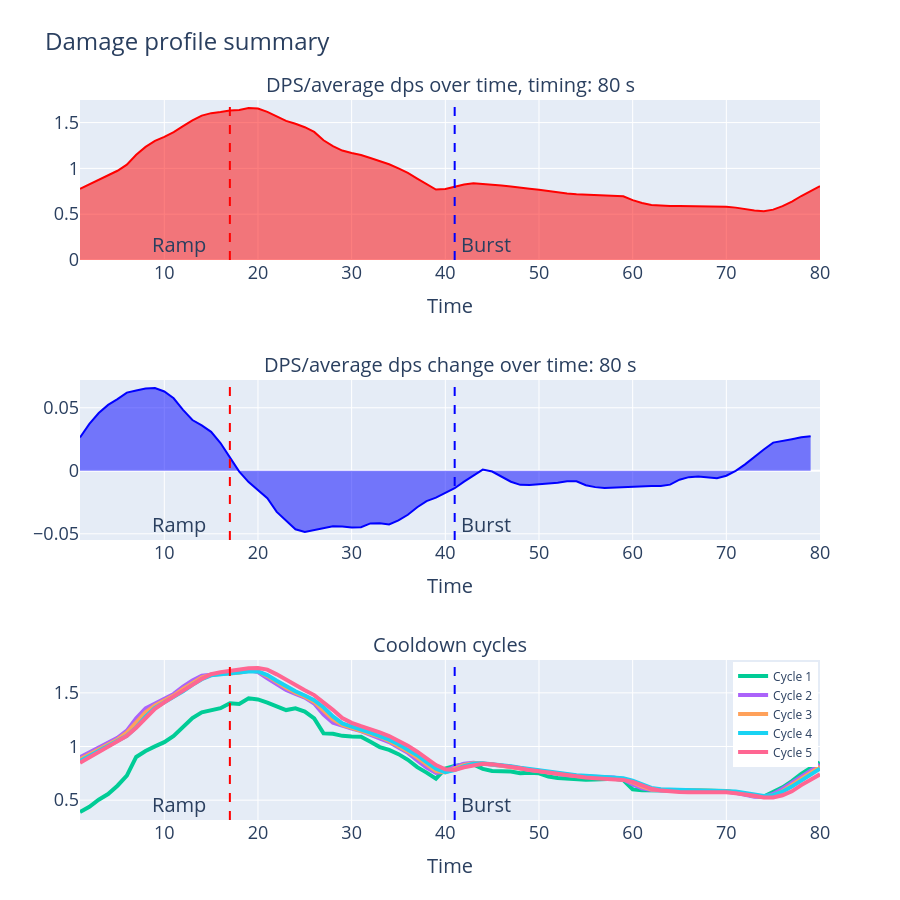 Damage profile summary
DPS/average dps over time, timing: 80 s
1.5
1
0.5
0
Ramp
Burst
10 20 30 40 50 60 70 80
Time
DPS/average dps change over time: 80 s
0.05
0
−0.05
Ramp
Burst
10 20 30 40 50 60 70 80
Time
Cooldown cycles
1.5
1
0.5
Cycle 1
Cycle 2
Cycle 3
Cycle 4
Cycle 5
Ramp
Burst
10 20 30 40 50 60 70 80
Time